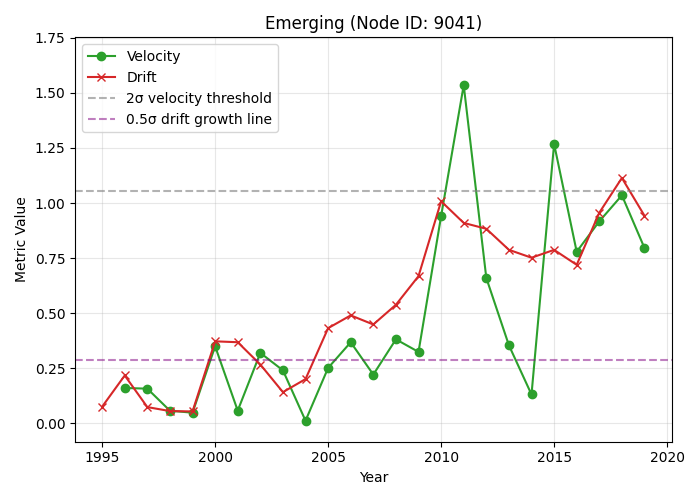 Emerging (Node ID: 9041)
Velocity
Drift
2σ velocity threshold
0.5σ drift growth line
Metric Value
1.75
1.50
1.25
1.00
0.75
0.50
0.25
0.00
1995 2000 2005 2010 2015 2020
Year